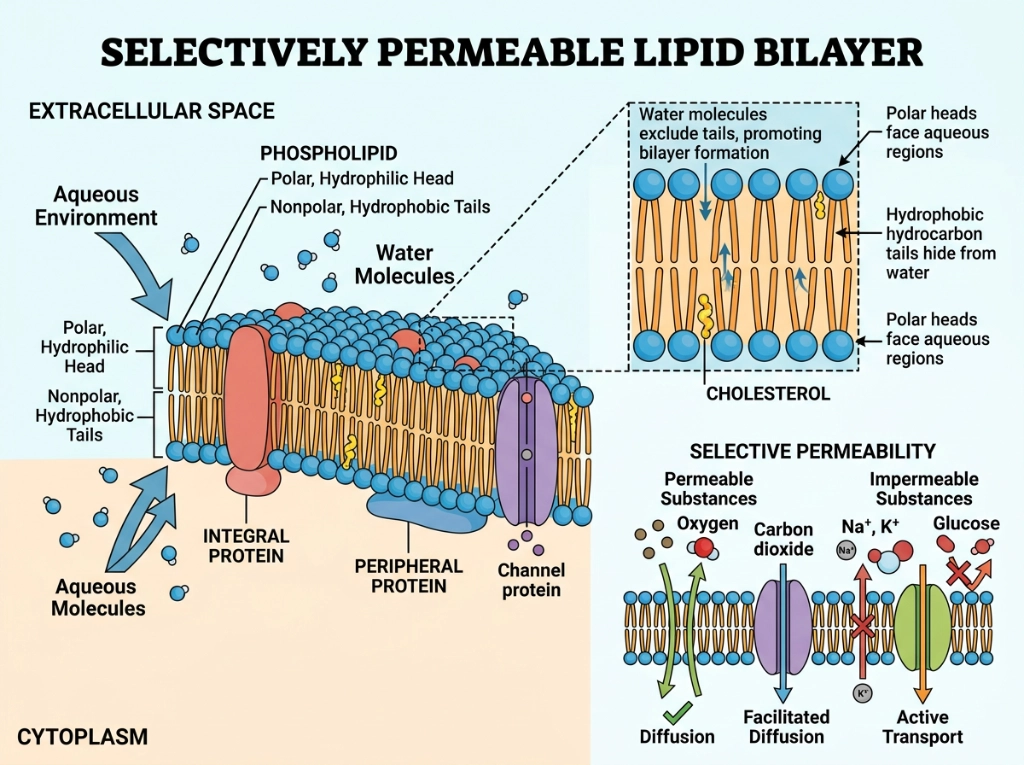 SELECTIVELY PERMEABLE LIPID BILAYER
EXTRACELLULAR SPACE
PHOSPHOLIPID
Polar, Hydrophilic Head
Nonpolar, Hydrophobic Tails
Aqueous
Environment
Water
Molecules
Polar,
Hydrophilic
Head
Nonpolar,
Hydrophobic
Tails
Aqueous
Molecules
INTEGRAL
PROTEIN
PERIPHERAL
PROTEIN
Channel
protein
CYTOPLASM
Water molecules
exclude tails, promoting
bilayer formation
Polar heads
face aqueous
regions
Hydrophobic
hydrocarbon
tails hide from
water
Polar heads
face aqueous
regions
CHOLESTEROL
SELECTIVE PERMEABILITY
Permeable
Substances
Impermeable
Substances
Oxygen
Carbon
dioxide
Na⁺, K⁺
Glucose
Na⁺
K⁺
Diffusion
Facilitated
Diffusion
Active
Transport